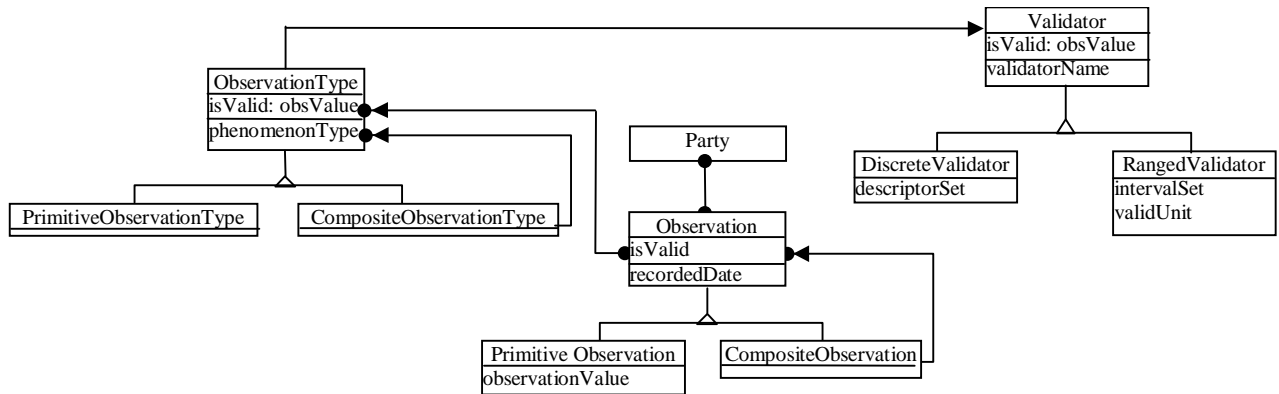 Validator
isValid: obsValue
validatorName
ObservationType
isValid: obsValue
phenomenonType
Party
DiscreteValidator
descriptorSet
RangedValidator
intervalSet
validUnit
PrimitiveObservationType
CompositeObservationType
Observation
isValid
recordedDate
Primitive Observation
observationValue
CompositeObservation